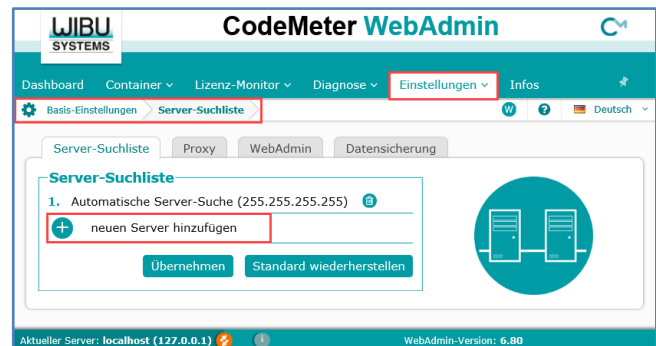 WIBU
SYSTEMS
CodeMeter WebAdmin
Dashboard Container Lizenz-Monitor Diagnose Einstellungen Infos
Basis-Einstellungen Server-Suchliste W ? Deutsch
Server-Suchliste Proxy WebAdmin Datensicherung
Server-Suchliste
1. Automatische Server-Suche (255.255.255.255)
+ neuen Server hinzufügen
Übernehmen Standard wiederherstellen
Aktueller Server: localhost (127.0.0.1) i WebAdmin-Version: 6.80